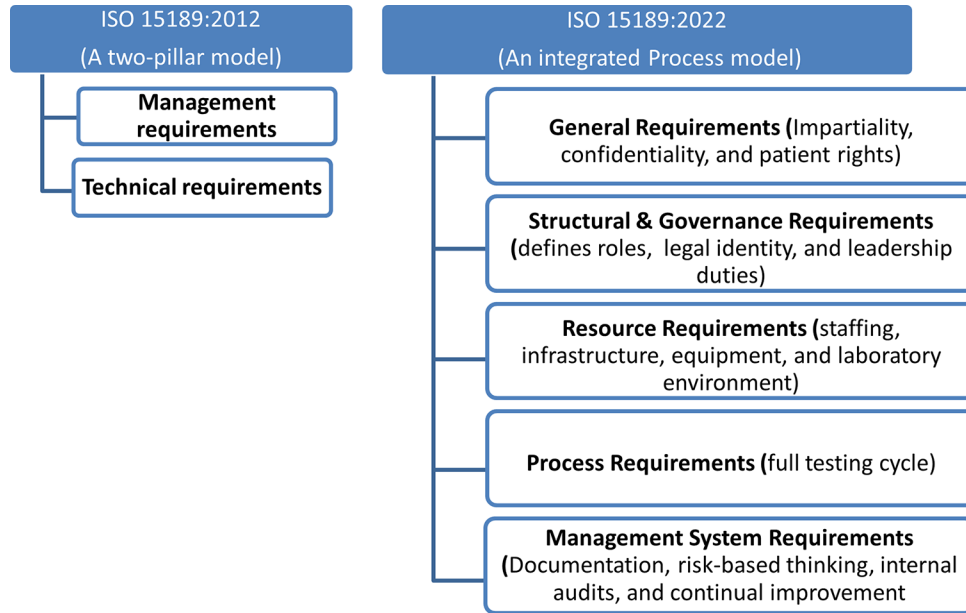 ISO 15189:2012
(A two-pillar model)
Management
requirements
Technical requirements
ISO 15189:2022
(An integrated Process model)
General Requirements (Impartiality,
confidentiality, and patient rights)
Structural & Governance Requirements
(defines roles,  legal identity, and leadership
duties)
Resource Requirements (staffing,
infrastructure, equipment, and laboratory
environment)
Process Requirements (full testing cycle)
Management System Requirements
(Documentation, risk-based thinking, internal
audits, and continual improvement